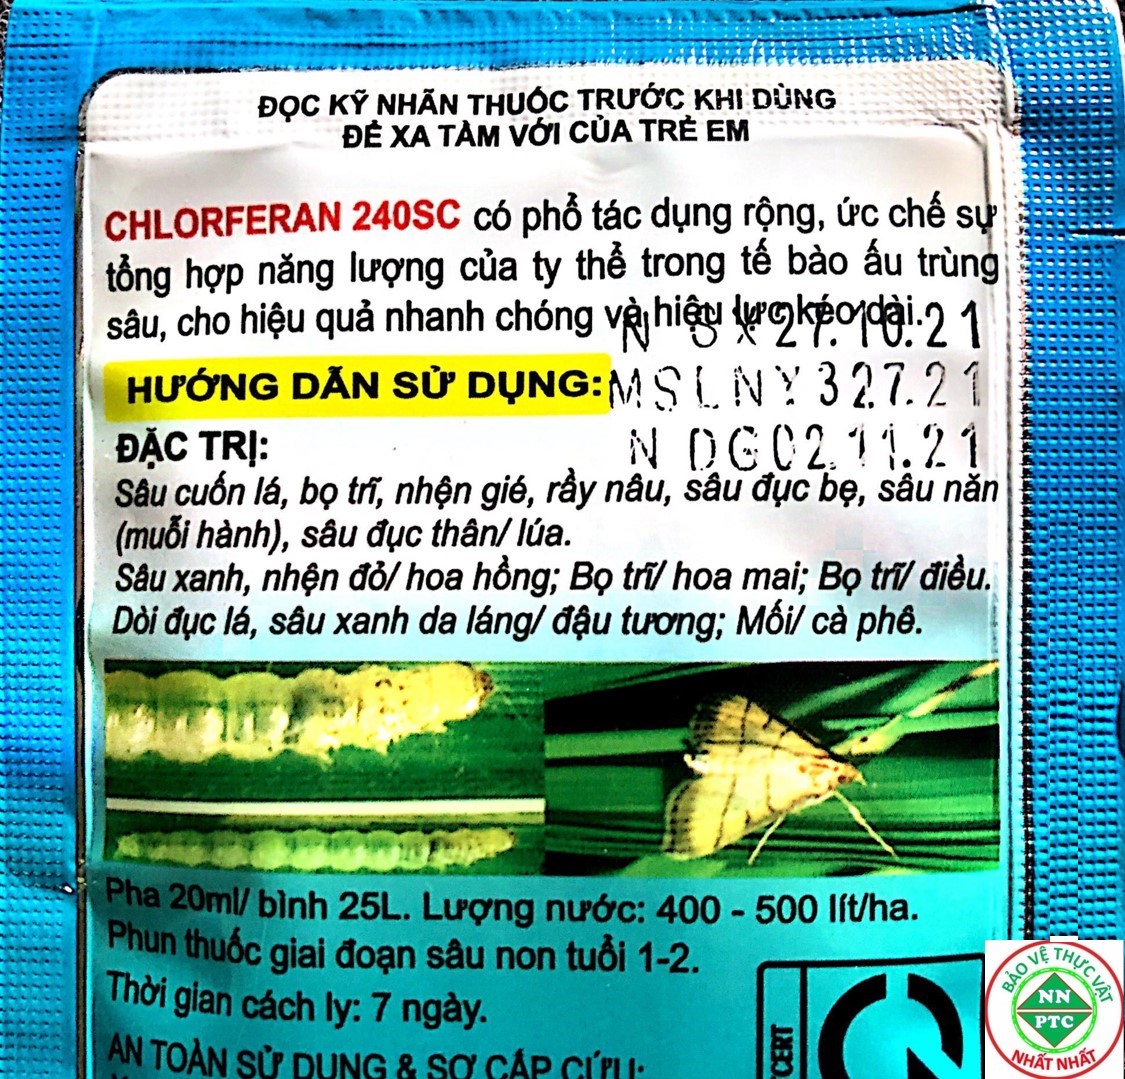 ĐỌC KỸ NHÃN THUỐC TRƯỚC KHI DÙNG
ĐỂ XA TẦM VỚI CỦA TRẺ EM
CHLORFERAN 240SC có phổ tác dụng rộng, ức chế sự
tổng hợp năng lượng của ty thể trong tế bào ấu trùng
sâu, cho hiệu quả nhanh chóng và hiệu lực kéo dài.
N SX27.10.21
HƯỚNG DẪN SỬ DỤNG:
MSLNY327.21
ĐẶC TRỊ:
NDG02.11.21
Sâu cuốn lá, bọ trĩ, nhện gié, rầy nâu, sâu đục bẹ, sâu năn
(muỗi hành), sâu đục thân/ lúa.
Sâu xanh, nhện đỏ/ hoa hồng; Bọ trĩ/ hoa mai; Bọ trĩ/ điều.
Dòi đục lá, sâu xanh da láng/ đậu tương; Mối/ cà phê.
Pha 20ml/ bình 25L. Lượng nước: 400 - 500 lít/ha.
Phun thuốc giai đoạn sâu non tuổi 1-2.
Thời gian cách ly: 7 ngày.
AN TOÀN SỬ DỤNG & SƠ CẤP CỨU:
CERT
BẢO VỆ THỰC VẬT
NN
PTC
NHẤT NHẤT